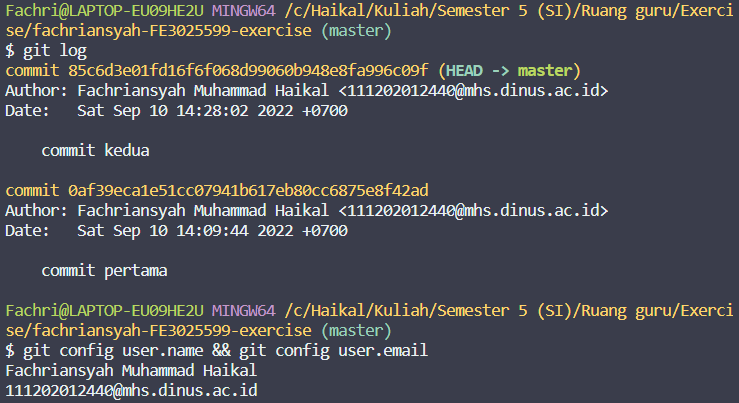 Fachri@LAPTOP-EU09HE2U MINGW64 /c/Haikal/Kuliah/Semester 5 (SI)/Ruang guru/Exerci
se/fachriansyah-FE3025599-exercise (master)
$ git log
commit 85c6d3e01fd16f6f068d99060b948e8fa996c09f (HEAD -> master)
Author: Fachriansyah Muhammad Haikal <111202012440@mhs.dinus.ac.id>
Date:   Sat Sep 10 14:28:02 2022 +0700
    commit kedua
commit 0af39eca1e51cc07941b617eb80cc6875e8f42ad
Author: Fachriansyah Muhammad Haikal <111202012440@mhs.dinus.ac.id>
Date:   Sat Sep 10 14:09:44 2022 +0700
    commit pertama
Fachri@LAPTOP-EU09HE2U MINGW64 /c/Haikal/Kuliah/Semester 5 (SI)/Ruang guru/Exerci
se/fachriansyah-FE3025599-exercise (master)
$ git config user.name && git config user.email
Fachriansyah Muhammad Haikal
111202012440@mhs.dinus.ac.id